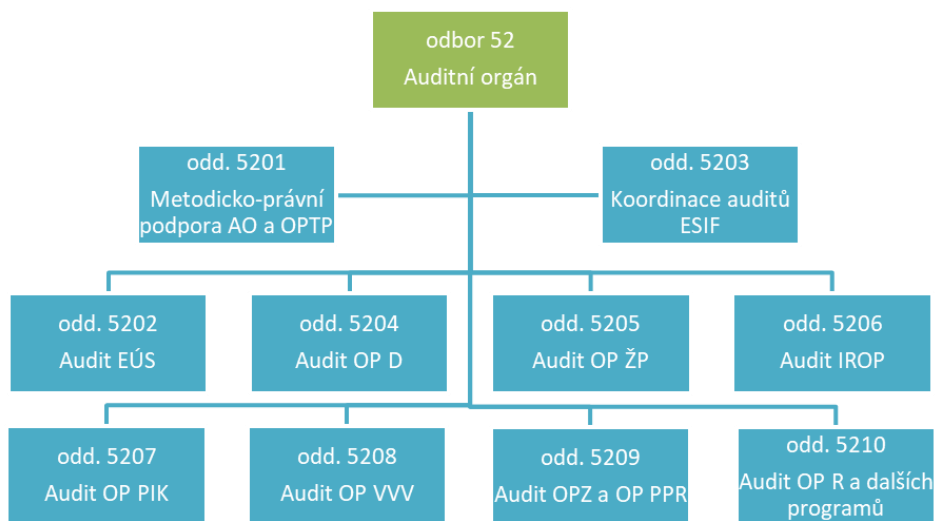 odbor 52
Auditní orgán
odd. 5201
Metodicko-právní
podpora AO a OPTP
odd. 5203
Koordinace auditů
ESIF
odd. 5202
Audit EÚS
odd. 5204
Audit OP D
odd. 5205
Audit OP ŽP
odd. 5206
Audit IROP
odd. 5207
Audit OP PIK
odd. 5208
Audit OP VVV
odd. 5209
Audit OPZ a OP PPR
odd. 5210
Audit OP R a dalších
programů